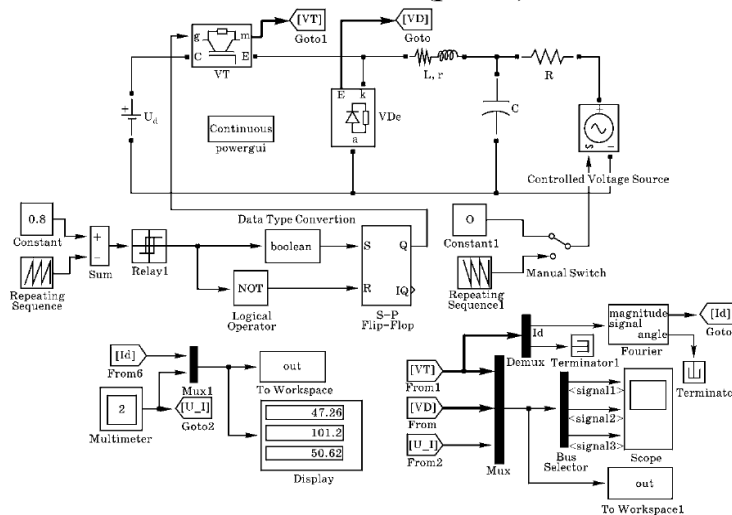 [VT]
Goto1
[VD]
Goto
g
m
C
E
VT
L, r
R
U_d
Continuous
powergui
E
k
VDe
a
C
+
S
Controlled Voltage Source
0.8
Constant
Data Type Convertion
+
−
Sum
Relay1
boolean
S
Q
0
Constant1
Manual Switch
Repeating
Sequence
NOT
Logical
Operator
R
!Q
S-P
Flip-Flop
Repeating
Sequence1
[Id]
From6
Mux1
out
To Workspace
2
Multimeter
[U_I]
Goto2
47.26
101.2
50.62
Display
Id
Demux
Terminator1
magnitude
signal
angle
Fourier
[Id]
Goto
Terminato
[VT]
From1
[VD]
From
[U_I]
From2
Mux
<signal1>
<signal2>
<signal3>
Bus
Selector
Scope
out
To Workspace1